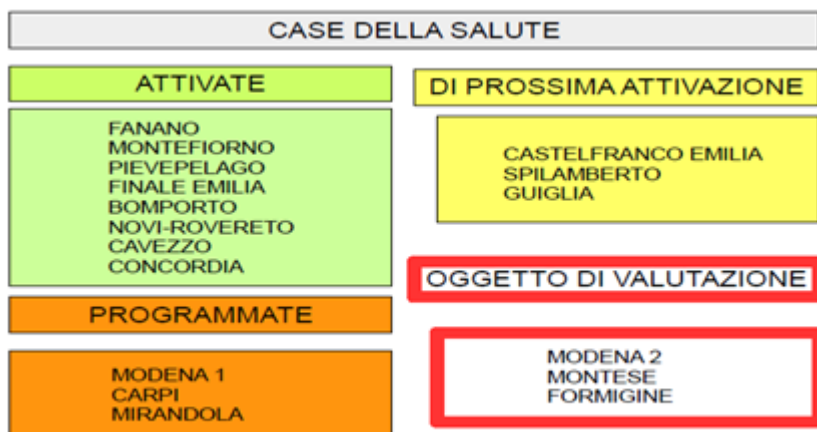 CASE DELLA SALUTE
ATTIVATE
FANANO
MONTEFIORNO
PIEVEPELAGO
FINALE EMILIA
BOMPORTO
NOVI-ROVERETO
CAVEZZO
CONCORDIA
PROGRAMMATE
MODENA 1
CARPI
MIRANDOLA
DI PROSSIMA ATTIVAZIONE
CASTELFRANCO EMILIA
SPILAMBERTO
GUIGLIA
OGGETTO DI VALUTAZIONE
MODENA 2
MONTESE
FORMIGINE